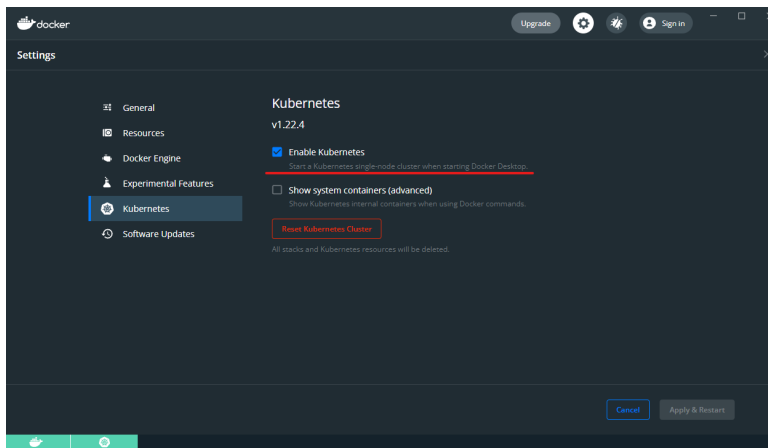 docker
Upgrade
Sign in
Settings
General
Resources
Docker Engine
Experimental Features
Kubernetes
Software Updates
Kubernetes
v1.22.4
Enable Kubernetes
Start a Kubernetes single-node cluster when starting Docker Desktop.
Show system containers (advanced)
Show Kubernetes internal containers when using Docker commands.
Reset Kubernetes Cluster
All stacks and Kubernetes resources will be deleted.
Cancel
Apply & Restart